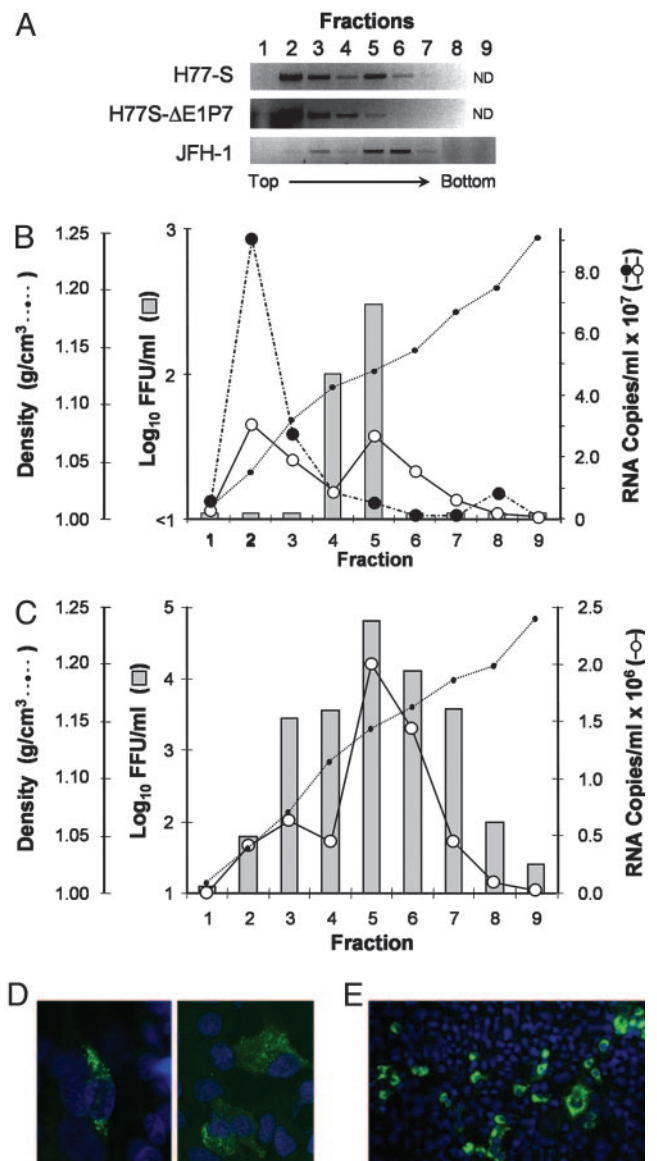 A
Fractions
1 2 3 4 5 6 7 8 9
H77-S ND
H77S-ΔE1P7 ND
JFH-1
Top Bottom
B
1.25
1.20
1.15
1.10
1.05
1.00
Density (g/cm³ )
3
2
<1
Log10 FFU/ml ( )
8.0
6.0
4.0
2.0
0
RNA Copies/ml x 10⁷ ( )
1 2 3 4 5 6 7 8 9
Fraction
C
1.25
1.20
1.15
1.10
1.05
1.00
Density (g/cm³ )
5
4
3
2
1
Log10 FFU/ml ( )
2.5
2.0
1.5
1.0
0.5
0.0
RNA Copies/ml x 10⁶ ( )
1 2 3 4 5 6 7 8 9
Fraction
D
E